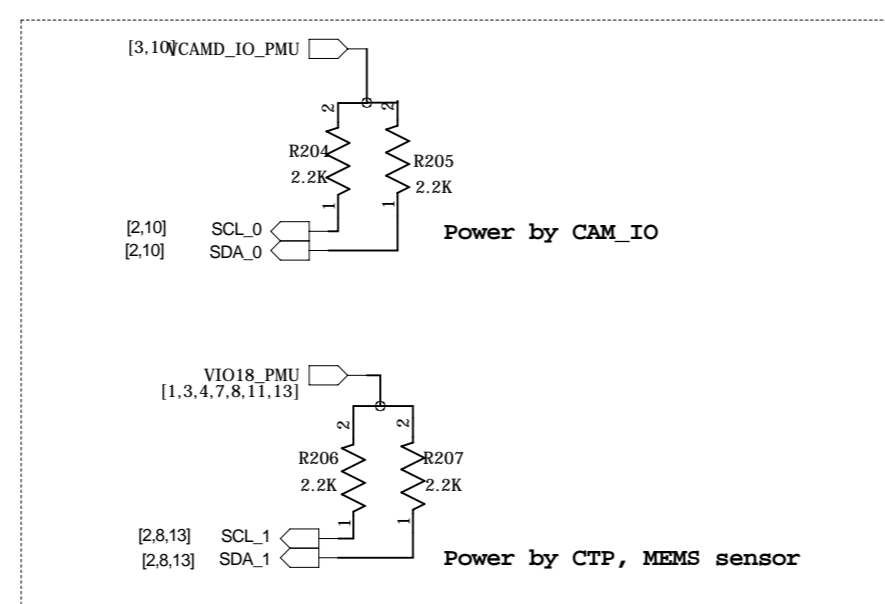 [3,10]VCAMD_IO_PMU
2 2
R204 R205
2.2K 2.2K
1 1
[2,10] SCL_0
[2,10] SDA_0 Power by CAM_IO
VIO18_PMU
[1,3,4,7,8,11,13]
2 2
R206 R207
2.2K 2.2K
1 1
[2,8,13] SCL_1
[2,8,13] SDA_1 Power by CTP, MEMS sensor